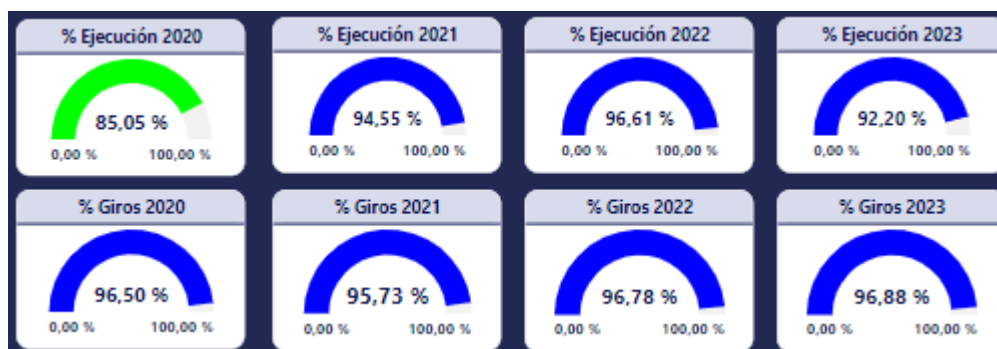 % Ejecución 2020
85,05 %
0,00 % 100,00 %
% Ejecución 2021
94,55 %
0,00 % 100,00 %
% Ejecución 2022
96,61 %
0,00 % 100,00 %
% Ejecución 2023
92,20 %
0,00 % 100,00 %
% Giros 2020
96,50 %
0,00 % 100,00 %
% Giros 2021
95,73 %
0,00 % 100,00 %
% Giros 2022
96,78 %
0,00 % 100,00 %
% Giros 2023
96,88 %
0,00 % 100,00 %